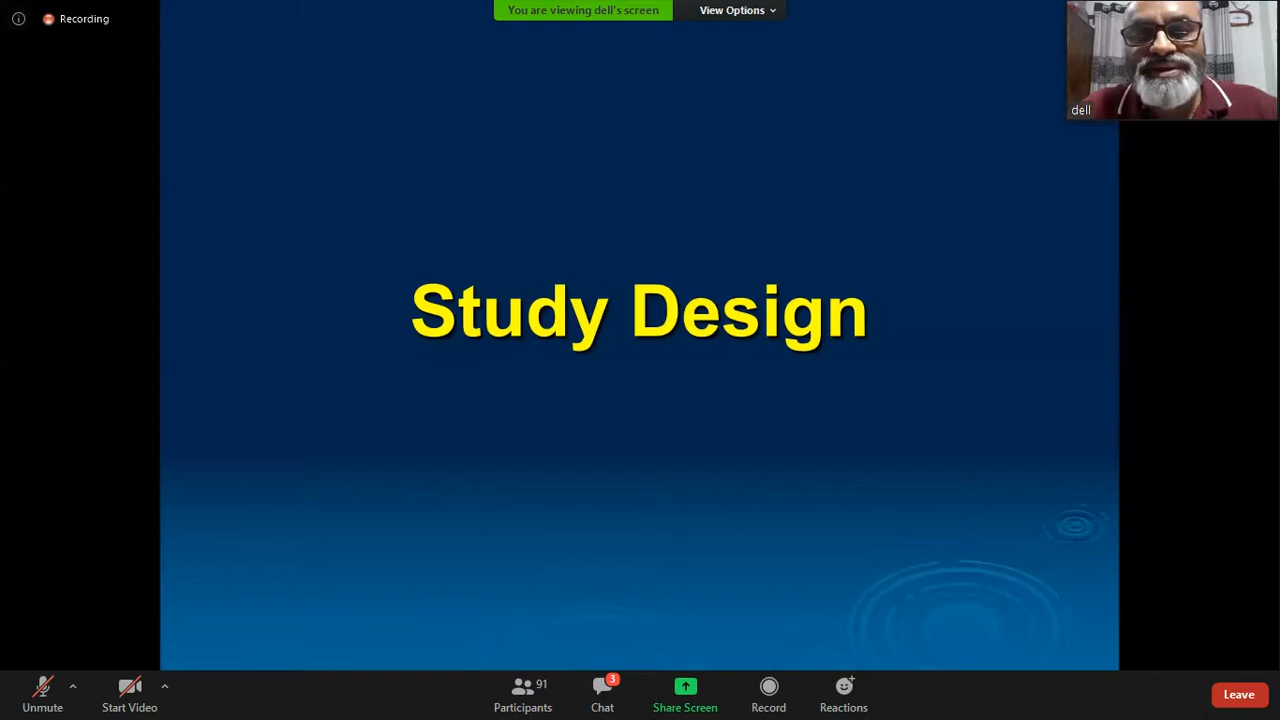 Recording
You are viewing dell's screen
View Options
dell
Study Design
Unmute
Start Video
91
Participants
3
Chat
Share Screen
Record
Reactions
Leave